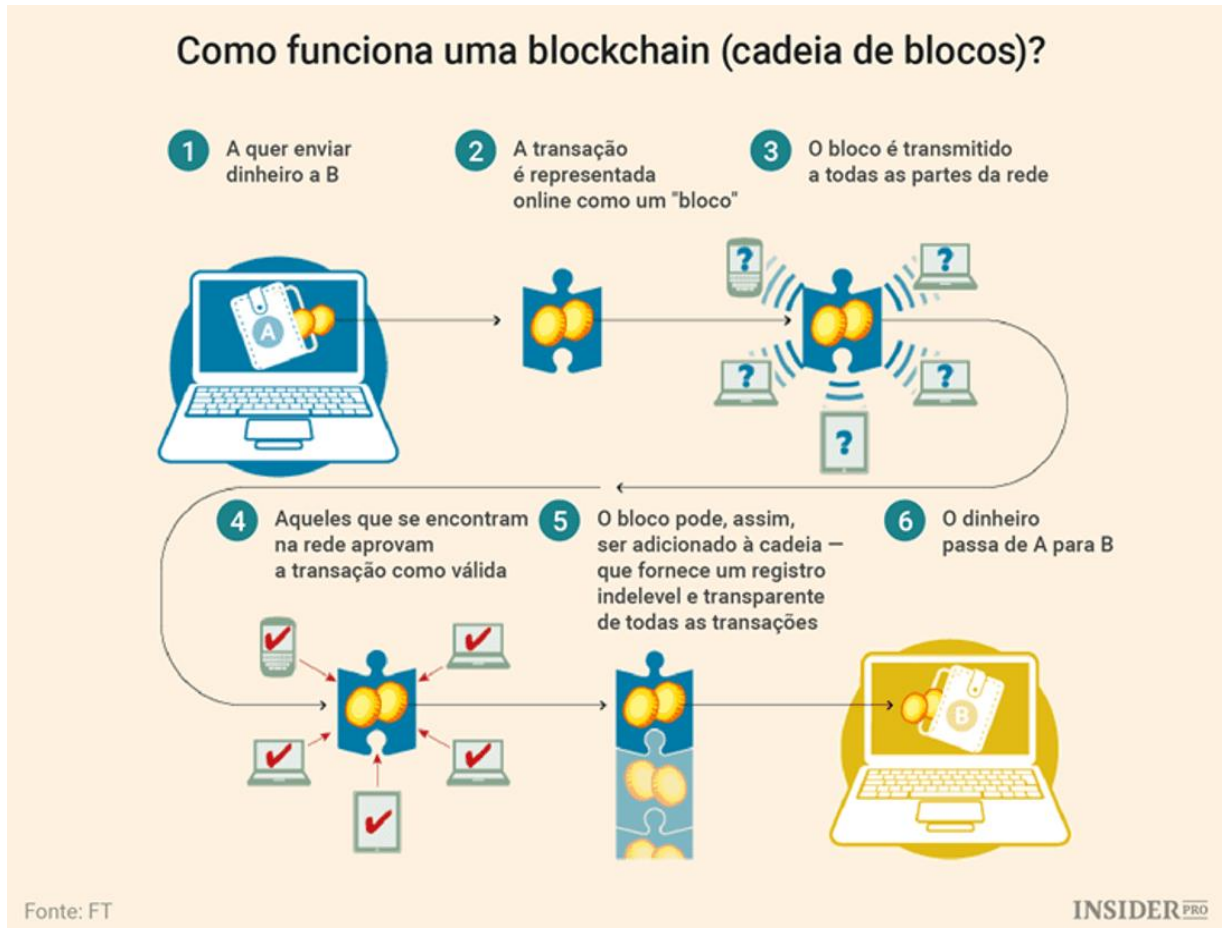 Como funciona uma blockchain (cadeia de blocos)?
1
A quer enviar
dinheiro a B
2
A transação
é representada
online como um "bloco"
3
O bloco é transmitido
a todas as partes da rede
A
?
?
?
?
?
4
Aqueles que se encontram
na rede aprovam
a transação como válida
5
O bloco pode, assim,
ser adicionado à cadeia —
que fornece um registro
indelevel e transparente
de todas as transações
6
O dinheiro
passa de A para B
B
Fonte: FT
INSIDER PRO